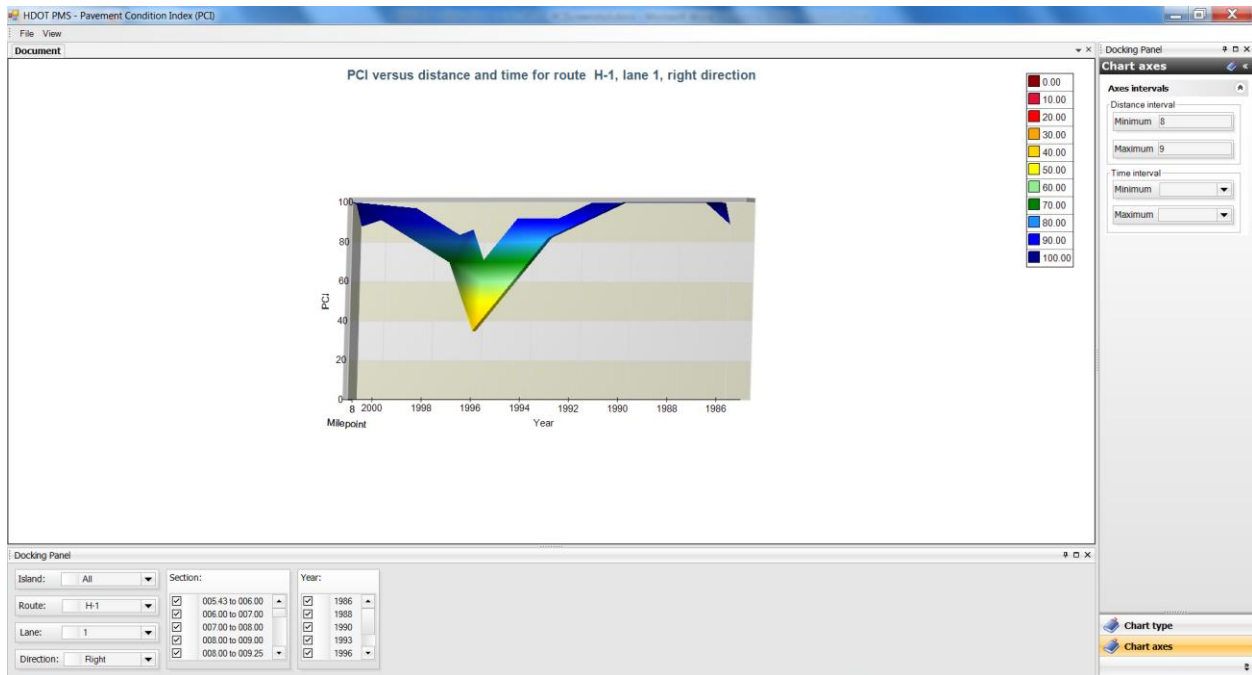 HDOT PMS - Pavement Condition Index (PCI)
File View
Document
PCI versus distance and time for route H-1, lane 1, right direction
0.00
10.00
20.00
30.00
40.00
50.00
60.00
70.00
80.00
90.00
100.00
100
80
60
40
20
0
PCI
8 2000 1998 1996 1994 1992 1990 1988 1986
Milepoint Year
Docking Panel
Chart axes
Axes intervals
Distance interval
Minimum 8
Maximum 9
Time interval
Minimum
Maximum
Chart type
Chart axes
Docking Panel
Island: All
Route: H-1
Lane: 1
Direction: Right
Section:
005.43 to 006.00
006.00 to 007.00
007.00 to 008.00
008.00 to 009.00
008.00 to 009.25
Year:
1986
1988
1990
1993
1996